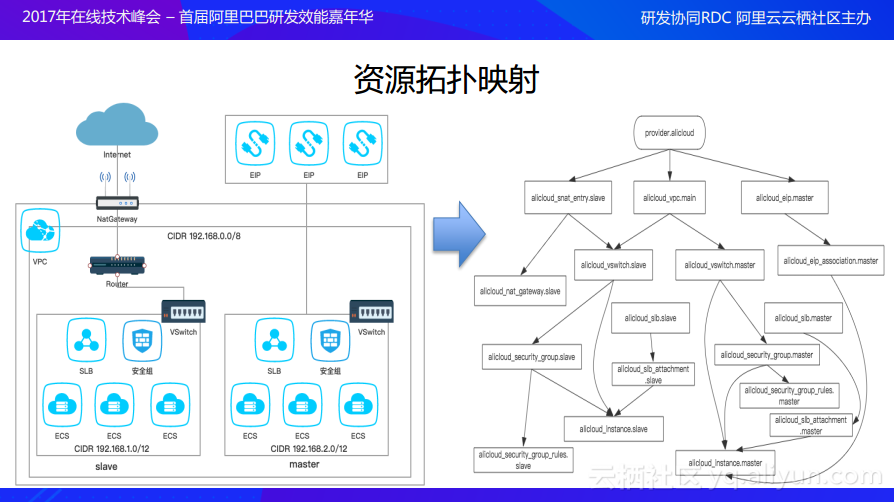 2017年在线技术峰会 – 首届阿里巴巴研发效能嘉年华
研发协同RDC 阿里云云栖社区主办
资源拓扑映射
Internet
EIP
EIP
EIP
NatGateway
VPC
CIDR 192.168.0.0/8
Router
VSwitch
VSwitch
SLB
安全组
SLB
安全组
ECS
ECS
ECS
ECS
ECS
ECS
CIDR 192.168.1.0/12
CIDR 192.168.2.0/12
slave
master
provider.alicloud
alicloud_snat_entry.slave
alicloud_vpc.main
alicloud_eip.master
alicloud_vswitch.slave
alicloud_vswitch.master
alicloud_eip_association.master
alicloud_nat_gateway.slave
alicloud_slb.slave
alicloud_slb.master
alicloud_security_group.slave
alicloud_security_group.master
alicloud_slb_attachment
.slave
alicloud_security_group_rules.
master
alicloud_slb_attachment
.master
alicloud_instance.slave
alicloud_security_group_rules
.slave
alicloud_instance.master
云栖社区 yq.aliyun.com